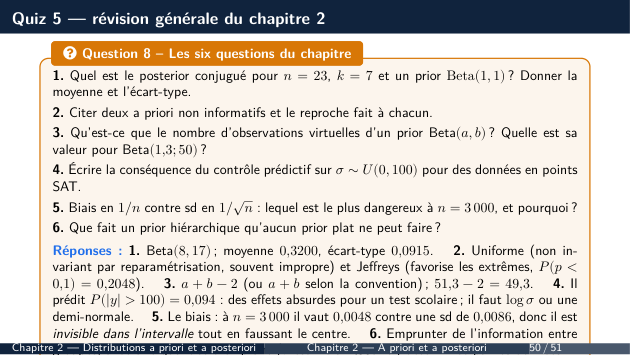 Quiz 5 — révision générale du chapitre 2
Question 8 – Les six questions du chapitre
1. Quel est le posterior conjugué pour n = 23, k = 7 et un prior Beta(1, 1) ? Donner la
moyenne et l'écart-type.
2. Citer deux a priori non informatifs et le reproche fait à chacun.
3. Qu'est-ce que le nombre d'observations virtuelles d'un prior Beta(a, b) ? Quelle est sa
valeur pour Beta(1,3; 50) ?
4. Écrire la conséquence du contrôle prédictif sur σ ∼ U(0, 100) pour des données en points
SAT.
5. Biais en 1/n contre sd en 1/√n : lequel est le plus dangereux à n = 3 000, et pourquoi ?
6. Que fait un prior hiérarchique qu'aucun prior plat ne peut faire ?
Réponses : 1. Beta(8, 17) ; moyenne 0,3200, écart-type 0,0915. 2. Uniforme (non in-
variant par reparamétrisation, souvent impropre) et Jeffreys (favorise les extrêmes, P(p <
0,1) = 0,2048). 3. a + b − 2 (ou a + b selon la convention) ; 51,3 − 2 = 49,3. 4. Il
prédit P(|y| > 100) = 0,094 : des effets absurdes pour un test scolaire ; il faut log σ ou une
demi-normale. 5. Le biais : à n = 3 000 il vaut 0,0048 contre une sd de 0,0086, donc il est
invisible dans l'intervalle tout en faussant le centre. 6. Emprunter de l'information entre
Chapitre 2 — Distributions a priori et a posteriori Chapitre 2 — A priori et a posteriori 50 / 51